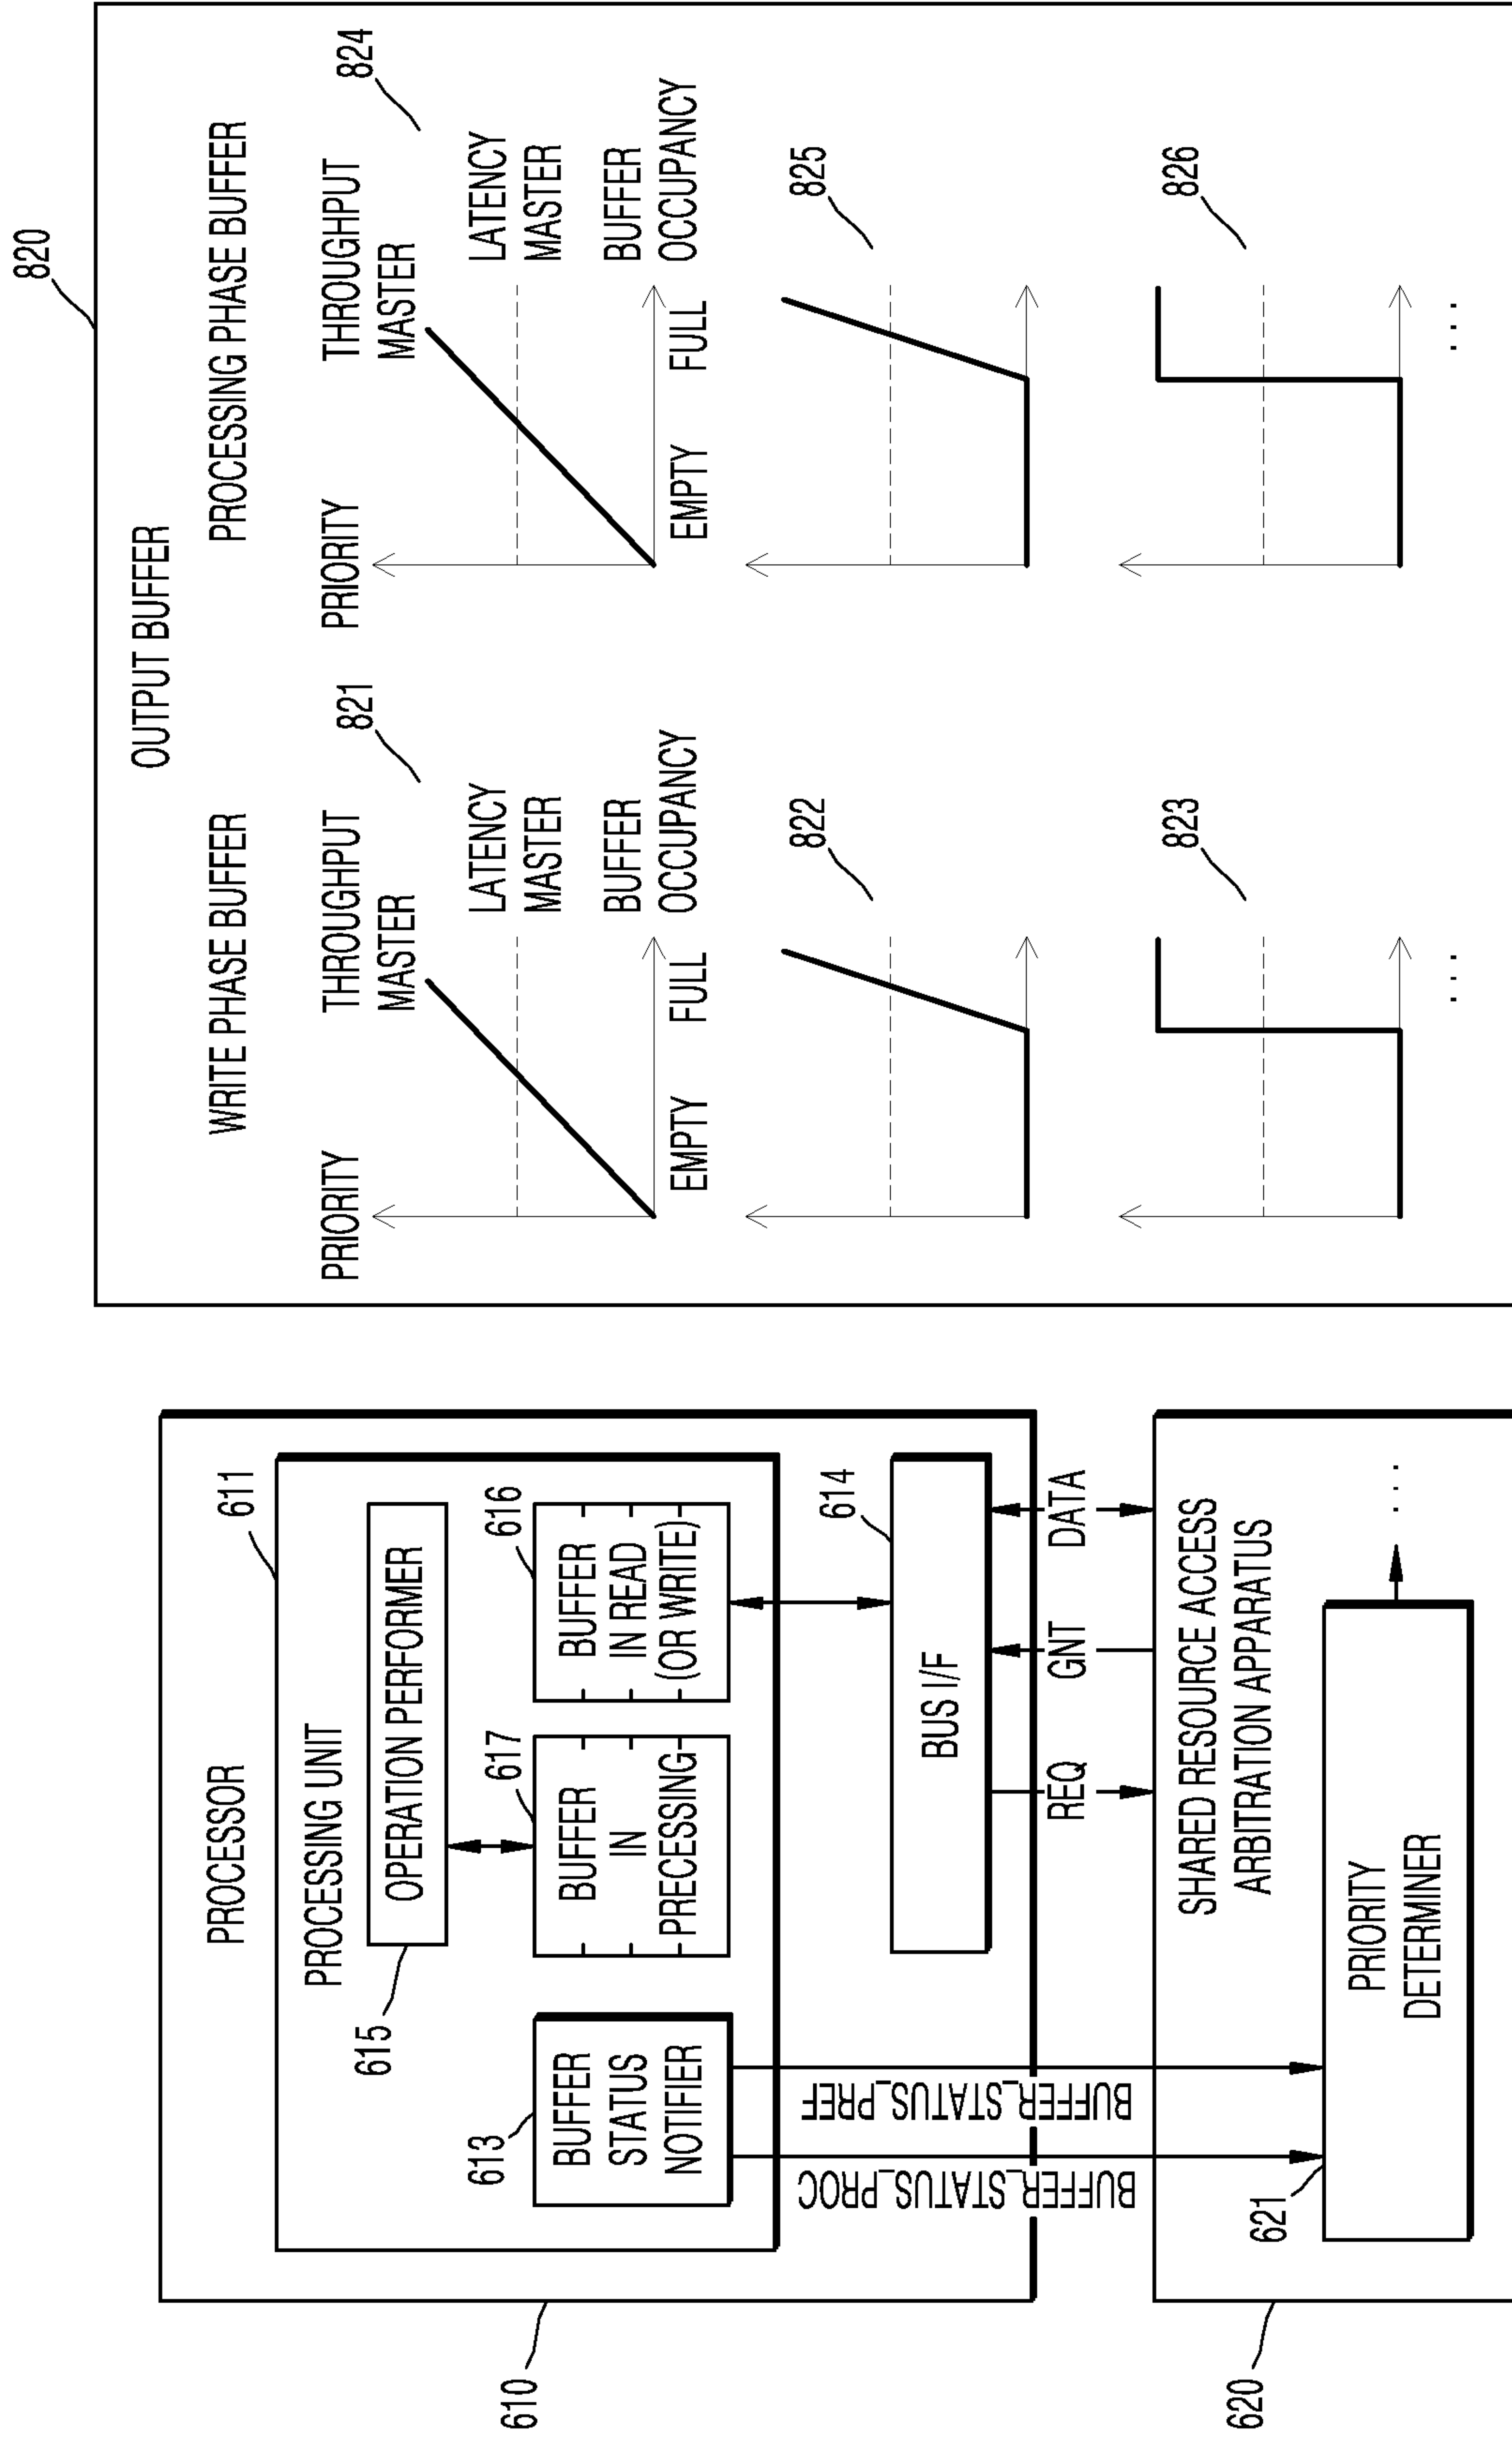 610
PROCESSOR
611
PROCESSING UNIT
615
OPERATION PERFORMER
613
BUFFER
STATUS
NOTIFIER
617
BUFFER
IN
PRECESSING
616
BUFFER
IN READ
(OR WRITE)
614
BUS I/F
BUFFER_STATUS_PROC
BUFFER_STATUS_PREF
REQ
GNT
DATA
620
SHARED RESOURCE ACCESS
ARBITRATION APPARATUS
621
PRIORITY
DETERMINER
. . .
820
OUTPUT BUFFER
WRITE PHASE BUFFER
PRIORITY
THROUGHPUT
MASTER
821
LATENCY
MASTER
BUFFER
OCCUPANCY
EMPTY
FULL
822
823
. . .
PROCESSING PHASE BUFFER
PRIORITY
THROUGHPUT
MASTER
824
LATENCY
MASTER
BUFFER
OCCUPANCY
EMPTY
FULL
825
826
. . .